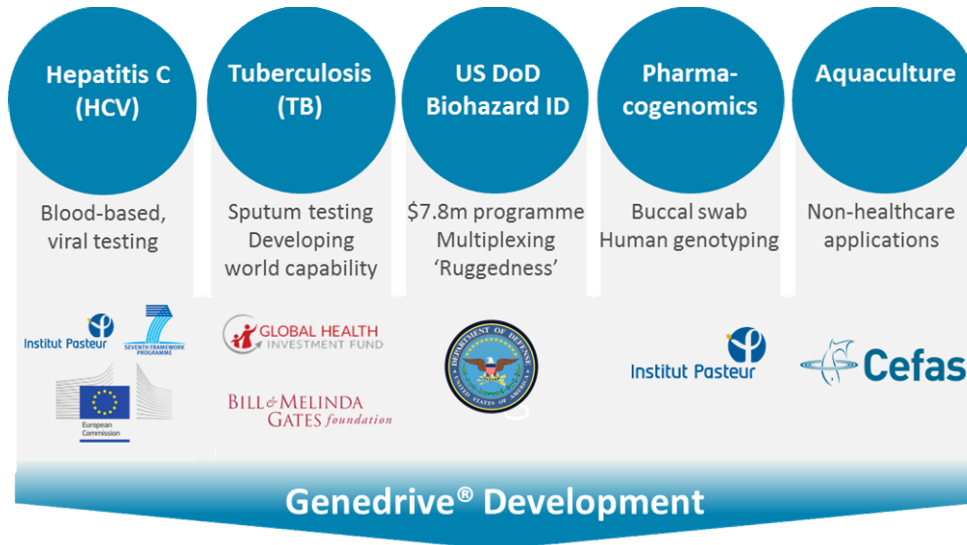 Hepatitis C
(HCV)
Tuberculosis
(TB)
US DoD
Biohazard ID
Pharma-
cogenomics
Aquaculture
Blood-based,
viral testing
Sputum testing
Developing
world capability
$7.8m programme
Multiplexing
‘Ruggedness’
Buccal swab
Human genotyping
Non-healthcare
applications
Institut Pasteur
7
SEVENTH FRAMEWORK
PROGRAMME
European
Commission
GLOBAL HEALTH
INVESTMENT FUND
BILL & MELINDA
GATES foundation
DEPARTMENT OF DEFENSE
UNITED STATES OF AMERICA
Institut Pasteur
Cefas
Genedrive® Development